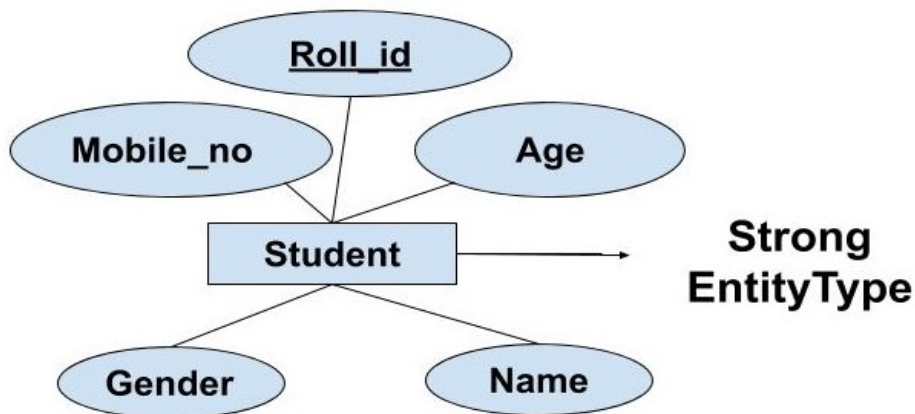 Roll_id
Mobile_no
Age
Student
Strong
EntityType
Gender
Name